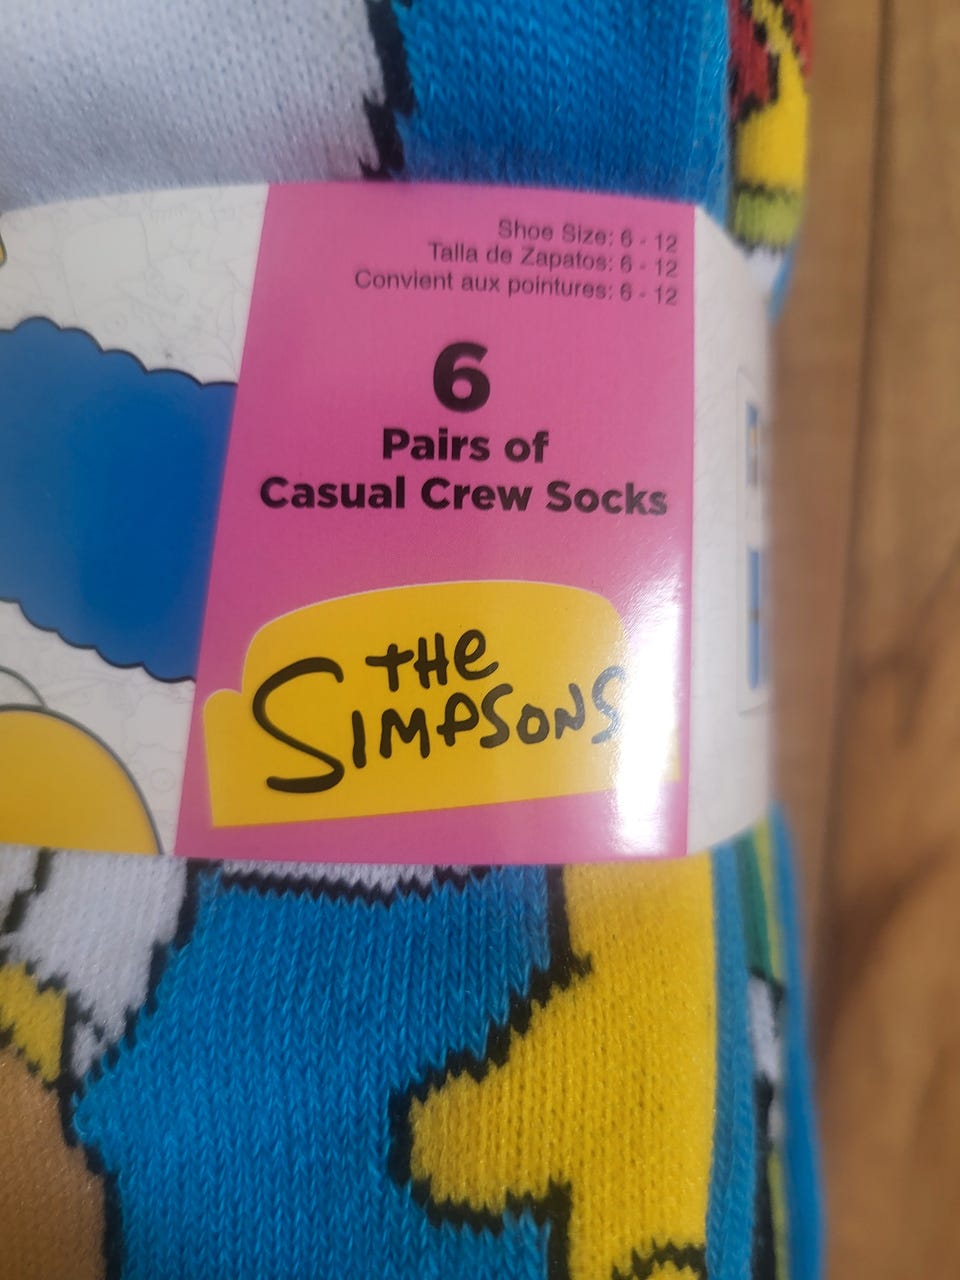 Shoe Size: 6 - 12
Talla de Zapatos: 6 - 12
Convient aux pointures: 6 - 12
6
Pairs of
Casual Crew Socks
THE
SIMPSONS